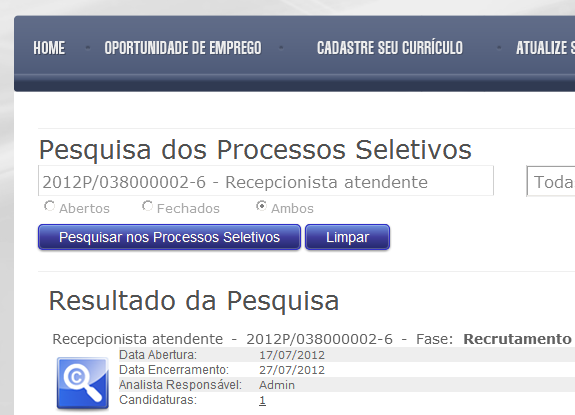 HOME - OPORTUNIDADE DE EMPREGO - CADASTRE SEU CURRÍCULO - ATUALIZE
Pesquisa dos Processos Seletivos
2012P/038000002-6 - Recepcionista atendente Toda
Abertos Fechados Ambos
Pesquisar nos Processos Seletivos Limpar
Resultado da Pesquisa
Recepcionista atendente - 2012P/038000002-6 - Fase: Recrutamento
Data Abertura: 17/07/2012
Data Encerramento: 27/07/2012
Analista Responsável: Admin
Candidaturas: 1